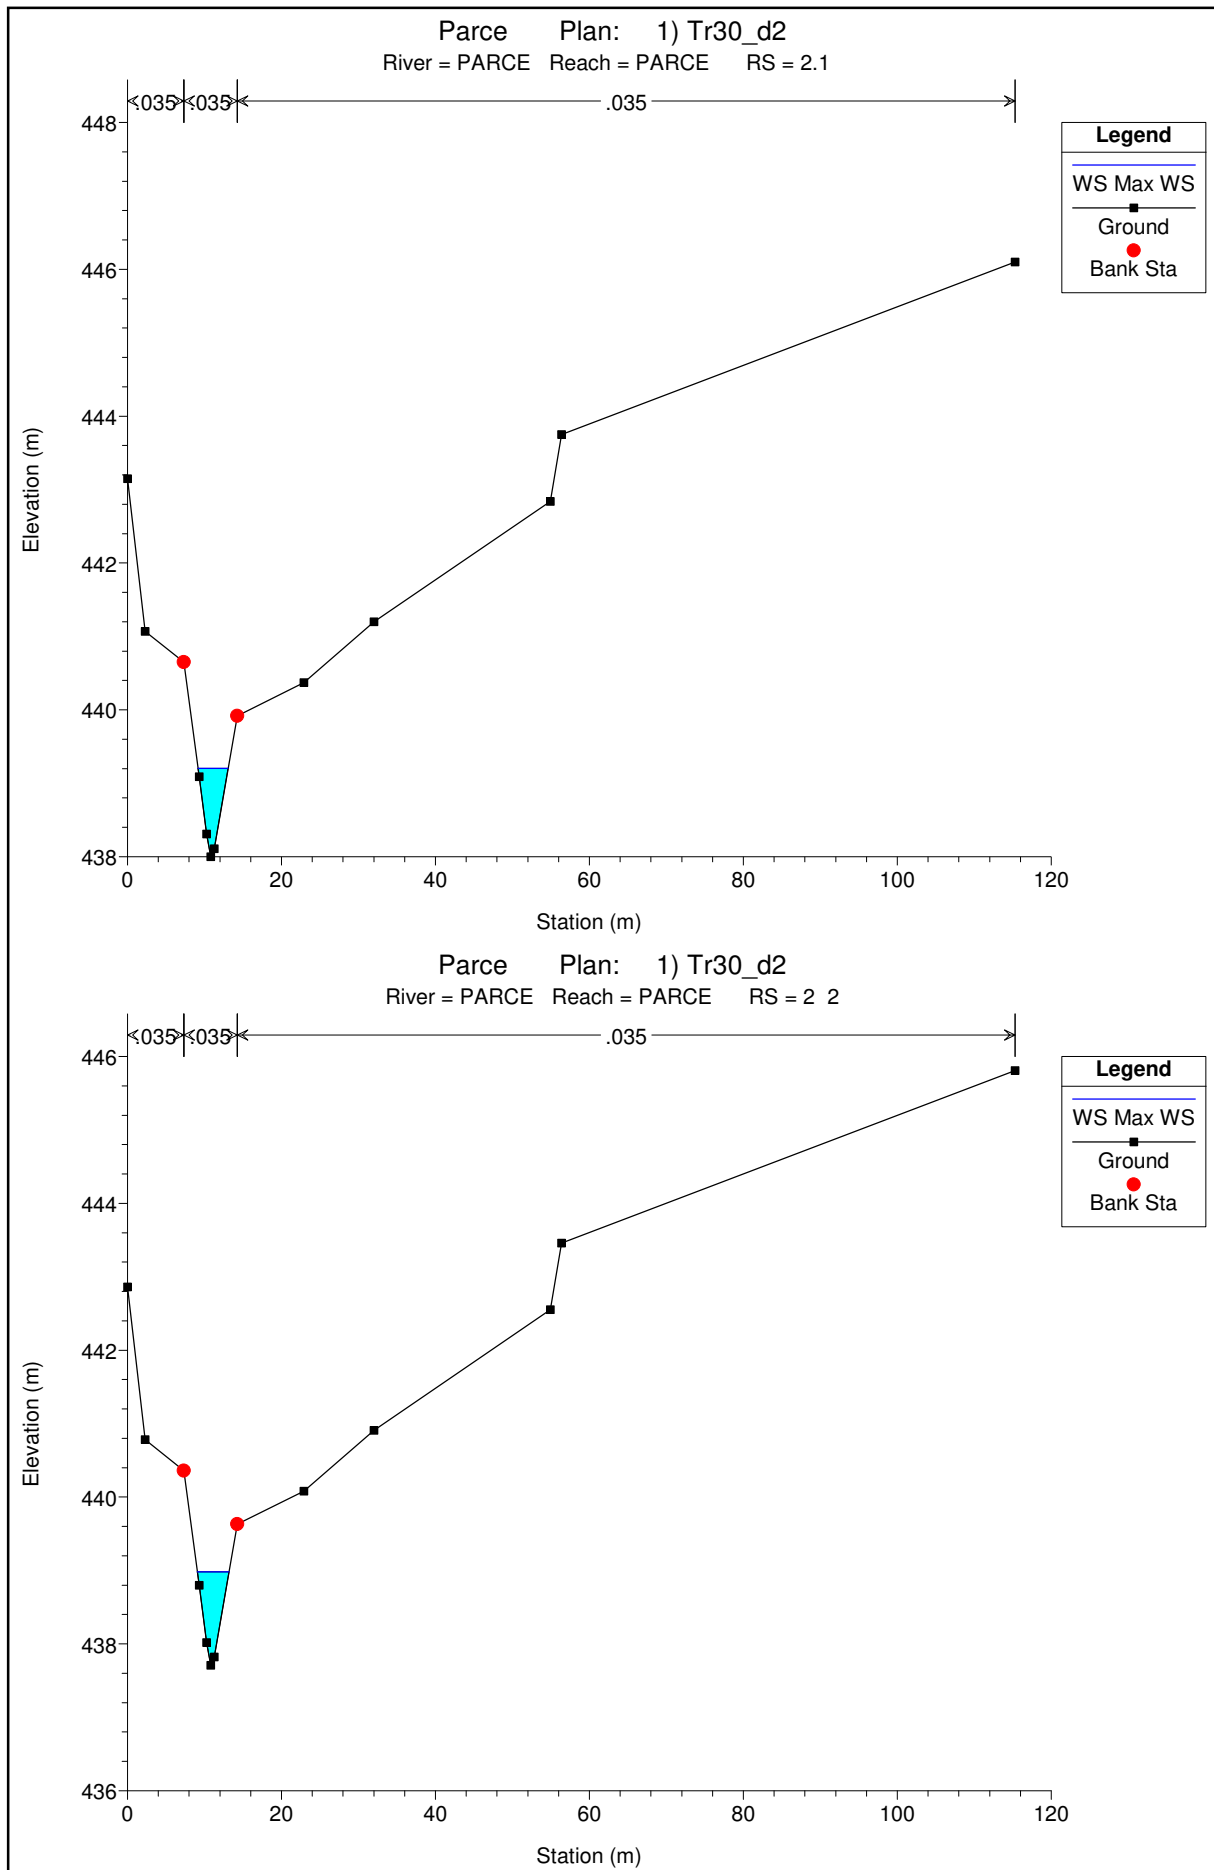 Parce Plan: 1) Tr30_d2
River = PARCE Reach = PARCE RS = 2.1
.035 .035 .035
448
446
444
442
440
438
Elevation (m)
0 20 40 60 80 100 120
Station (m)
Legend
WS Max WS
Ground
Bank Sta
Parce Plan: 1) Tr30_d2
River = PARCE Reach = PARCE RS = 2 2
.035 .035 .035
446
444
442
440
438
436
Elevation (m)
0 20 40 60 80 100 120
Station (m)
Legend
WS Max WS
Ground
Bank Sta